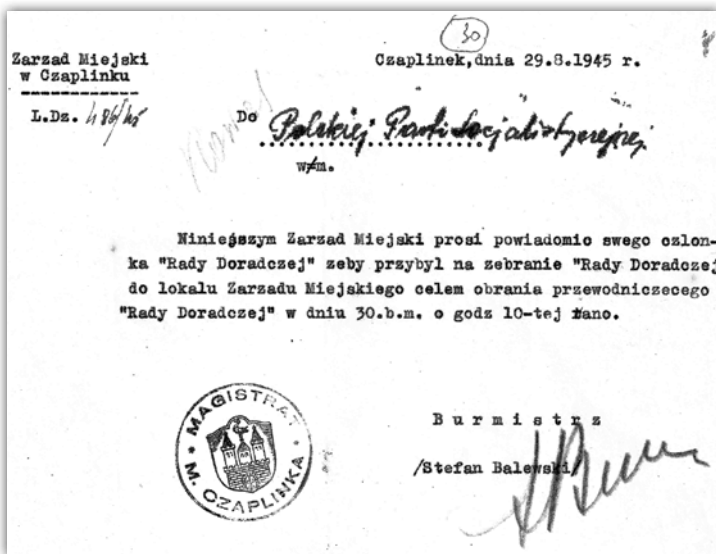 30
Zarzad Miejski
w Czaplinku
Czaplinek,dnia 29.8.1945 r.
L.Dz. 486/45
Do Polskiej Partii Socjalistycznej
w/m.
Niniejszym Zarzad Miejski prosi powiadomic swego czlon-
ka "Rady Doradczej" zeby przybyl na zebranie "Rady Doradczej
do lokalu Zarzadu Miejskiego celem obrania przewodniczecego
"Rady Doradczej" w dniu 30.b.m. o godz 10-tej rano.
MAGISTRAT
M. CZAPLINKA
Burmistrz
/Stefan Balewski/